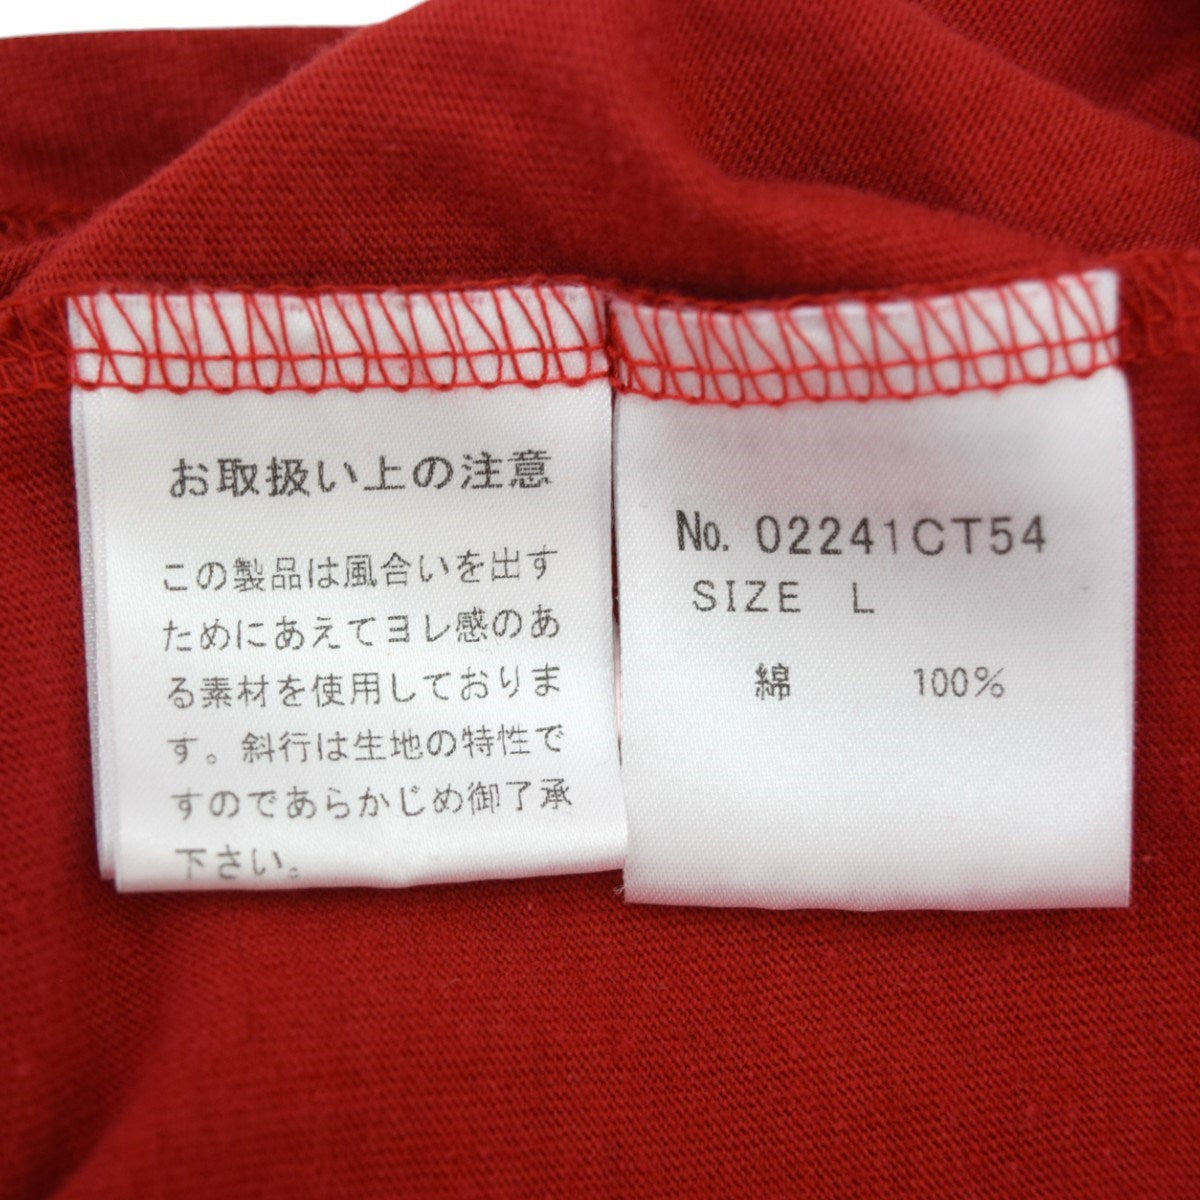 お取扱い上の注意
この製品は風合いを出す
ためにあえてヨレ感のあ
る素材を使用しておりま
す。斜行は生地の特性で
すのであらかじめ御了承
下さい。
No. 02241CT54
SIZE L
綿 100%